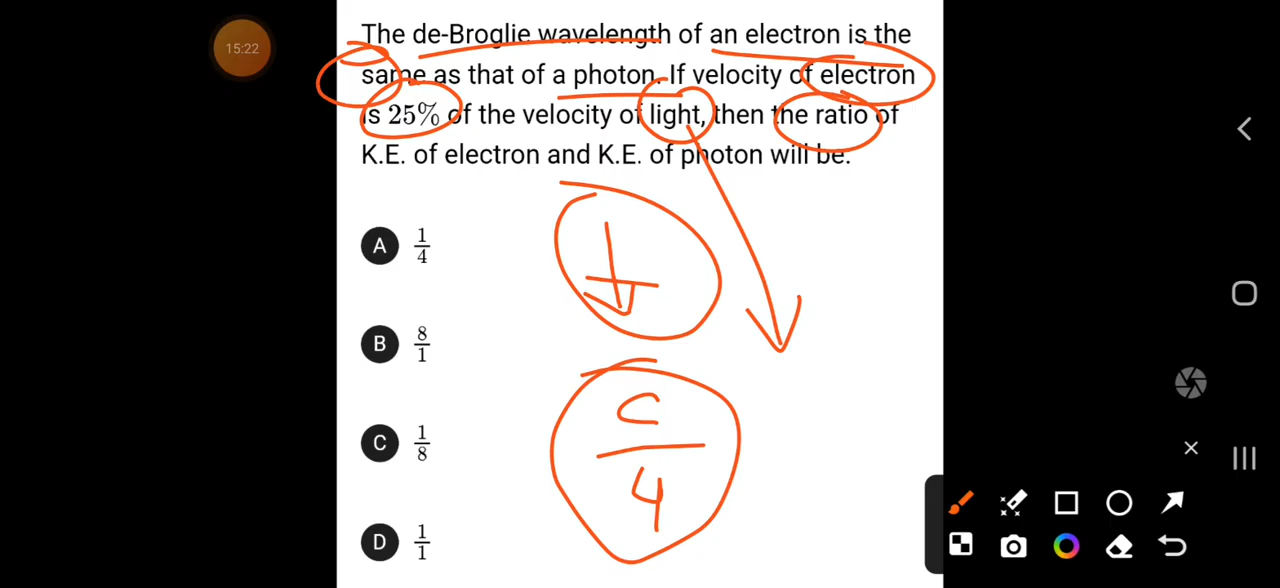 15:22
The de-Broglie wavelength of an electron is the
same as that of a photon. If velocity of electron
is 25% of the velocity of light, then the ratio of
K.E. of electron and K.E. of photon will be:
A 1/4
B 8/1
C 1/8
D 1/1
c/4